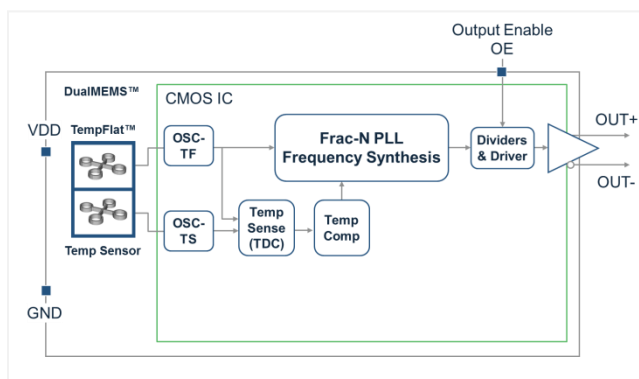 Output Enable
OE
DualMEMS™
CMOS IC
VDD
TempFlat™
OSC-
TF
Frac-N PLL
Frequency Synthesis
Dividers
& Driver
OUT+
OUT-
OSC-
TS
Temp
Sense
(TDC)
Temp
Comp
Temp Sensor
GND